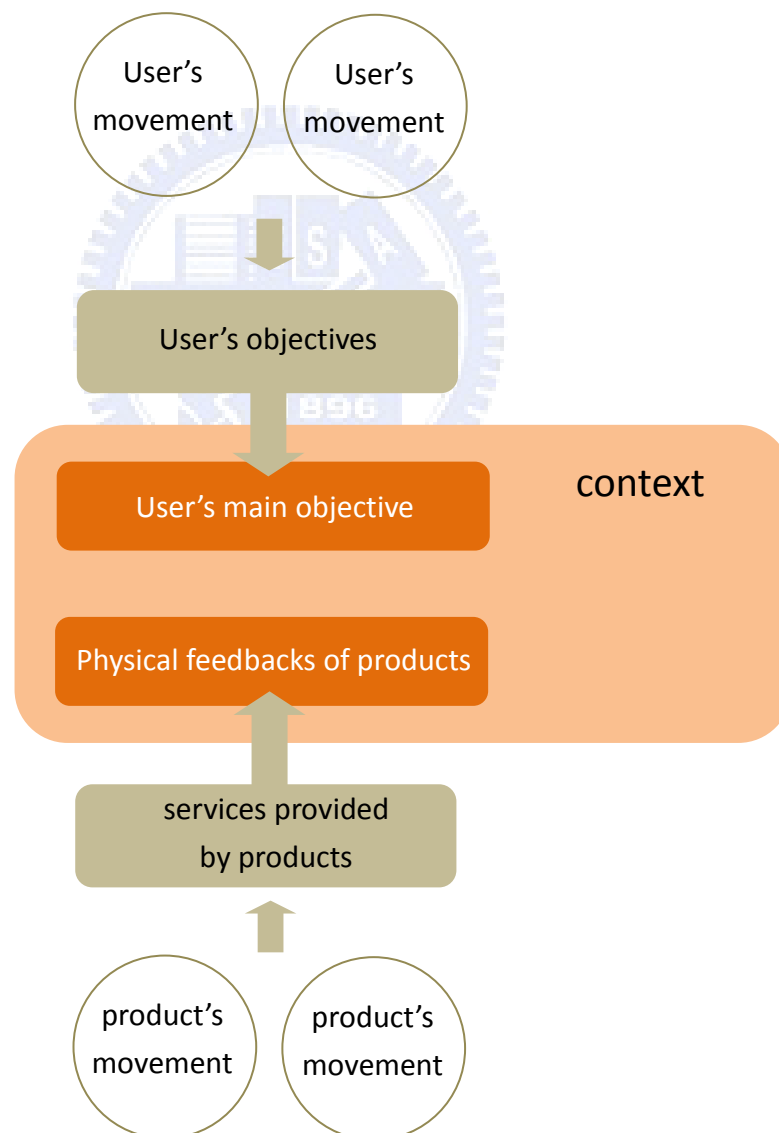 User’s
movement
User’s
movement
User’s objectives
context
User’s main objective
Physical feedbacks of products
services provided
by products
product’s
movement
product’s
movement
S
A
896